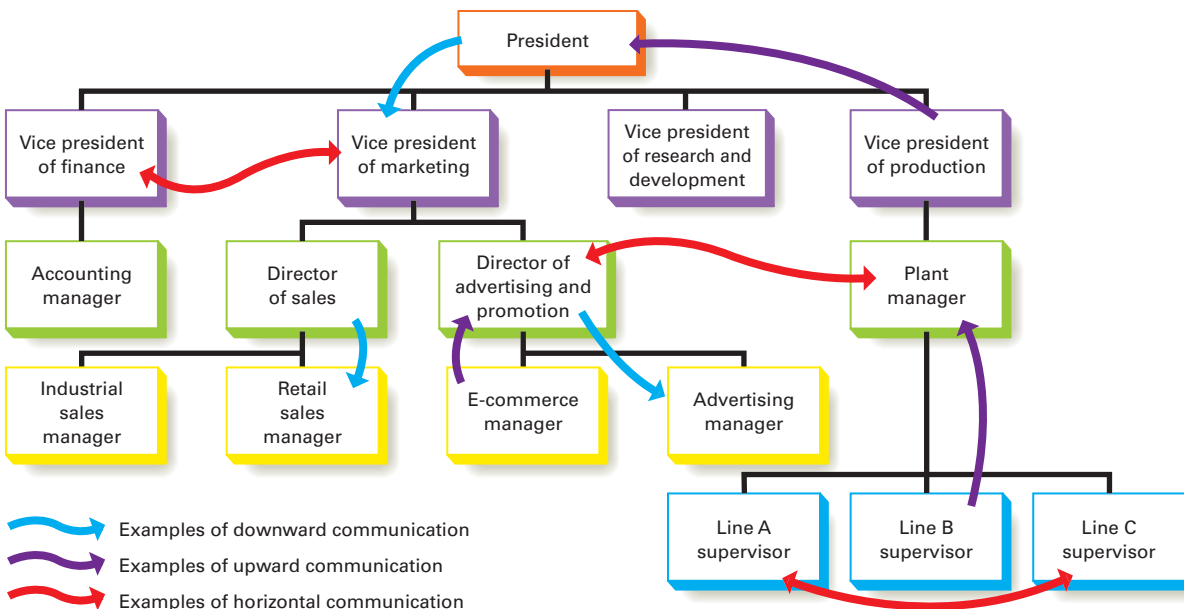 President
Vice president
of finance
Vice president
of marketing
Vice president
of research and
development
Vice president
of production
Accounting
manager
Director
of sales
Director of
advertising and
promotion
Plant
manager
Industrial
sales
manager
Retail
sales
manager
E-commerce
manager
Advertising
manager
Line A
supervisor
Line B
supervisor
Line C
supervisor
Examples of downward communication
Examples of upward communication
Examples of horizontal communication